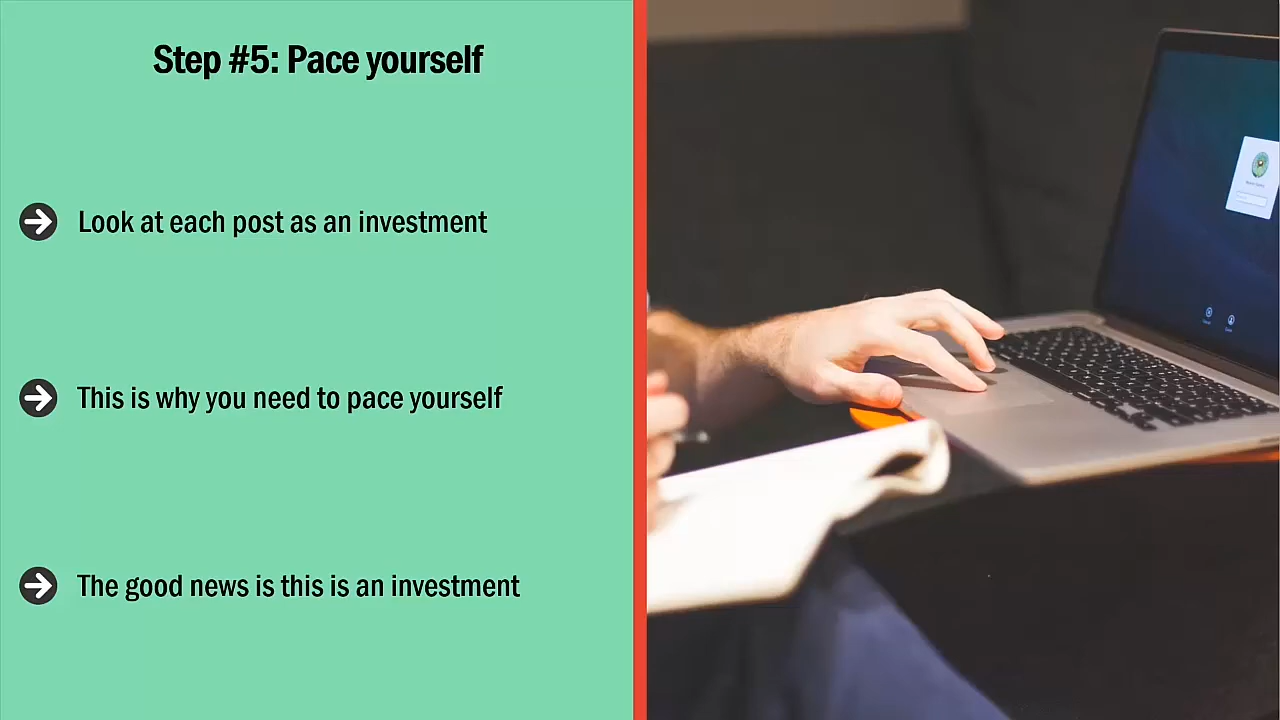 Step #5: Pace yourself
Look at each post as an investment
This is why you need to pace yourself
The good news is this is an investment